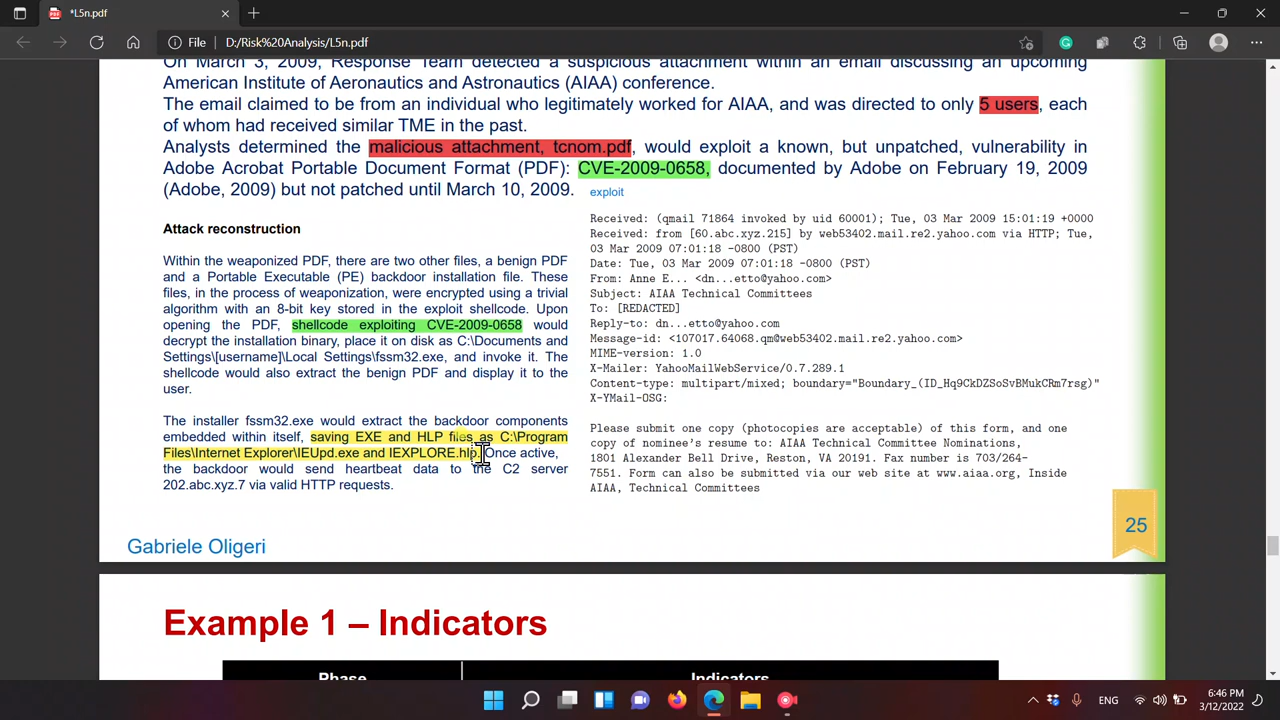 *L5n.pdf
File D:/Risk%20Analysis/L5n.pdf
On March 3, 2009, Response Team detected a suspicious attachment within an email discussing an upcoming
American Institute of Aeronautics and Astronautics (AIAA) conference.
The email claimed to be from an individual who legitimately worked for AIAA, and was directed to only 5 users, each
of whom had received similar TME in the past.
Analysts determined the malicious attachment, tcnom.pdf, would exploit a known, but unpatched, vulnerability in
Adobe Acrobat Portable Document Format (PDF): CVE-2009-0658, documented by Adobe on February 19, 2009
(Adobe, 2009) but not patched until March 10, 2009.
exploit
Attack reconstruction
Within the weaponized PDF, there are two other files, a benign PDF
and a Portable Executable (PE) backdoor installation file. These
files, in the process of weaponization, were encrypted using a trivial
algorithm with an 8-bit key stored in the exploit shellcode. Upon
opening the PDF, shellcode exploiting CVE-2009-0658 would
decrypt the installation binary, place it on disk as C:\Documents and
Settings\[username]\Local Settings\fssm32.exe, and invoke it. The
shellcode would also extract the benign PDF and display it to the
user.
The installer fssm32.exe would extract the backdoor components
embedded within itself, saving EXE and HLP files as C:\Program
Files\Internet Explorer\IEUpd.exe and IEXPLORE.hlp. Once active,
the backdoor would send heartbeat data to the C2 server
202.abc.xyz.7 via valid HTTP requests.
Received: (qmail 71864 invoked by uid 60001); Tue, 03 Mar 2009 15:01:19 +0000
Received: from [60.abc.xyz.215] by web53402.mail.re2.yahoo.com via HTTP; Tue,
03 Mar 2009 07:01:18 -0800 (PST)
Date: Tue, 03 Mar 2009 07:01:18 -0800 (PST)
From: Anne E... <dn...etto@yahoo.com>
Subject: AIAA Technical Committees
To: [REDACTED]
Reply-to: dn...etto@yahoo.com
Message-id: <107017.64068.qm@web53402.mail.re2.yahoo.com>
MIME-version: 1.0
X-Mailer: YahooMailWebService/0.7.289.1
Content-type: multipart/mixed; boundary="Boundary_(ID_Hq9CkDZSoSvBMukCRm7rsg)"
X-YMail-OSG:
Please submit one copy (photocopies are acceptable) of this form, and one
copy of nominee's resume to: AIAA Technical Committee Nominations,
1801 Alexander Bell Drive, Reston, VA 20191. Fax number is 703/264-
7551. Form can also be submitted via our web site at www.aiaa.org, Inside
AIAA, Technical Committees
25
Gabriele Oligeri
Example 1 – Indicators
Phase Indicators
ENG
6:46 PM
3/12/2022